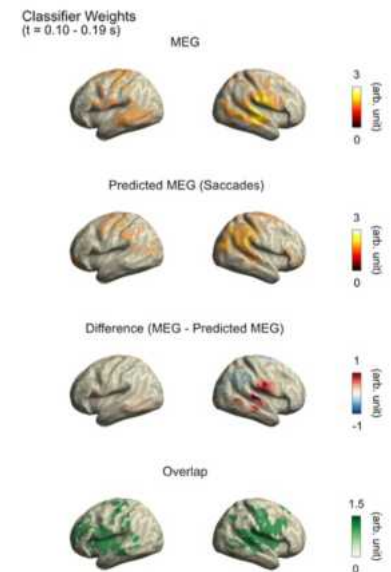 Classifier Weights
(t = 0.10 - 0.19 s)
MEG
3
(arb. unit)
0
Predicted MEG (Saccades)
3
(arb. unit)
0
Difference (MEG - Predicted MEG)
1
(arb. unit)
-1
Overlap
1.5
(arb. unit)
0